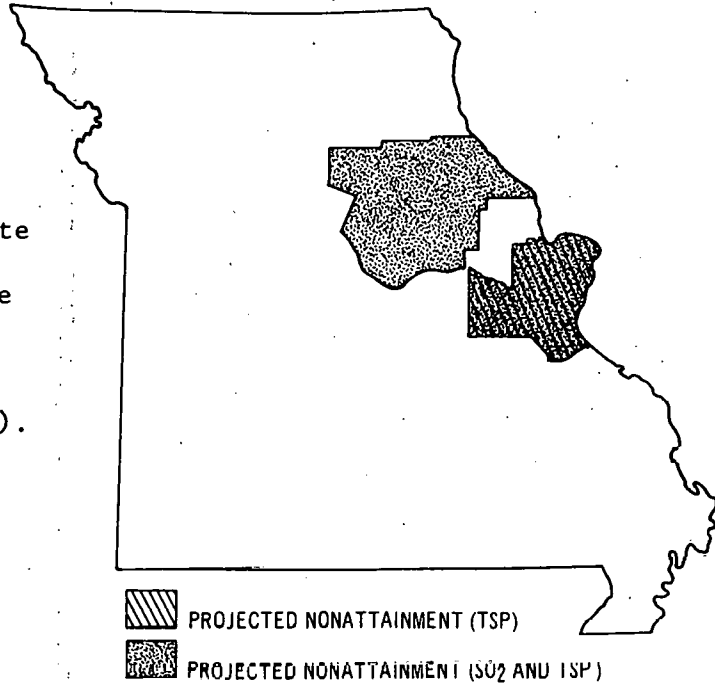 te
e
).
PROJECTED NONATTAINMENT (TSP)
PROJECTED NONATTAINMENT (SO₂ AND TSP)